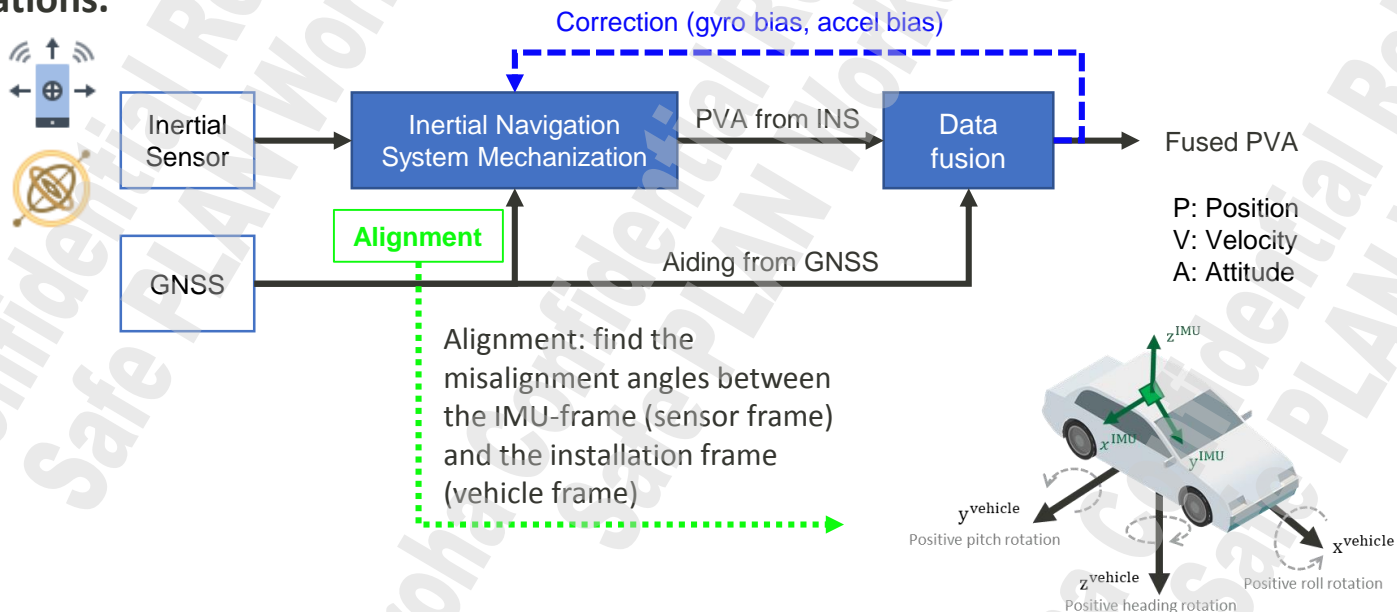 ations:
Correction (gyro bias, accel bias)
Inertial
Sensor
Inertial Navigation
System Mechanization
PVA from INS
Data
fusion
Fused PVA
P: Position
V: Velocity
A: Attitude
Alignment
GNSS
Aiding from GNSS
Alignment: find the
misalignment angles between
the IMU-frame (sensor frame)
and the installation frame
(vehicle frame)
z^IMU
x^IMU
y^IMU
y^vehicle
Positive pitch rotation
x^vehicle
Positive roll rotation
z^vehicle
Positive heading rotation